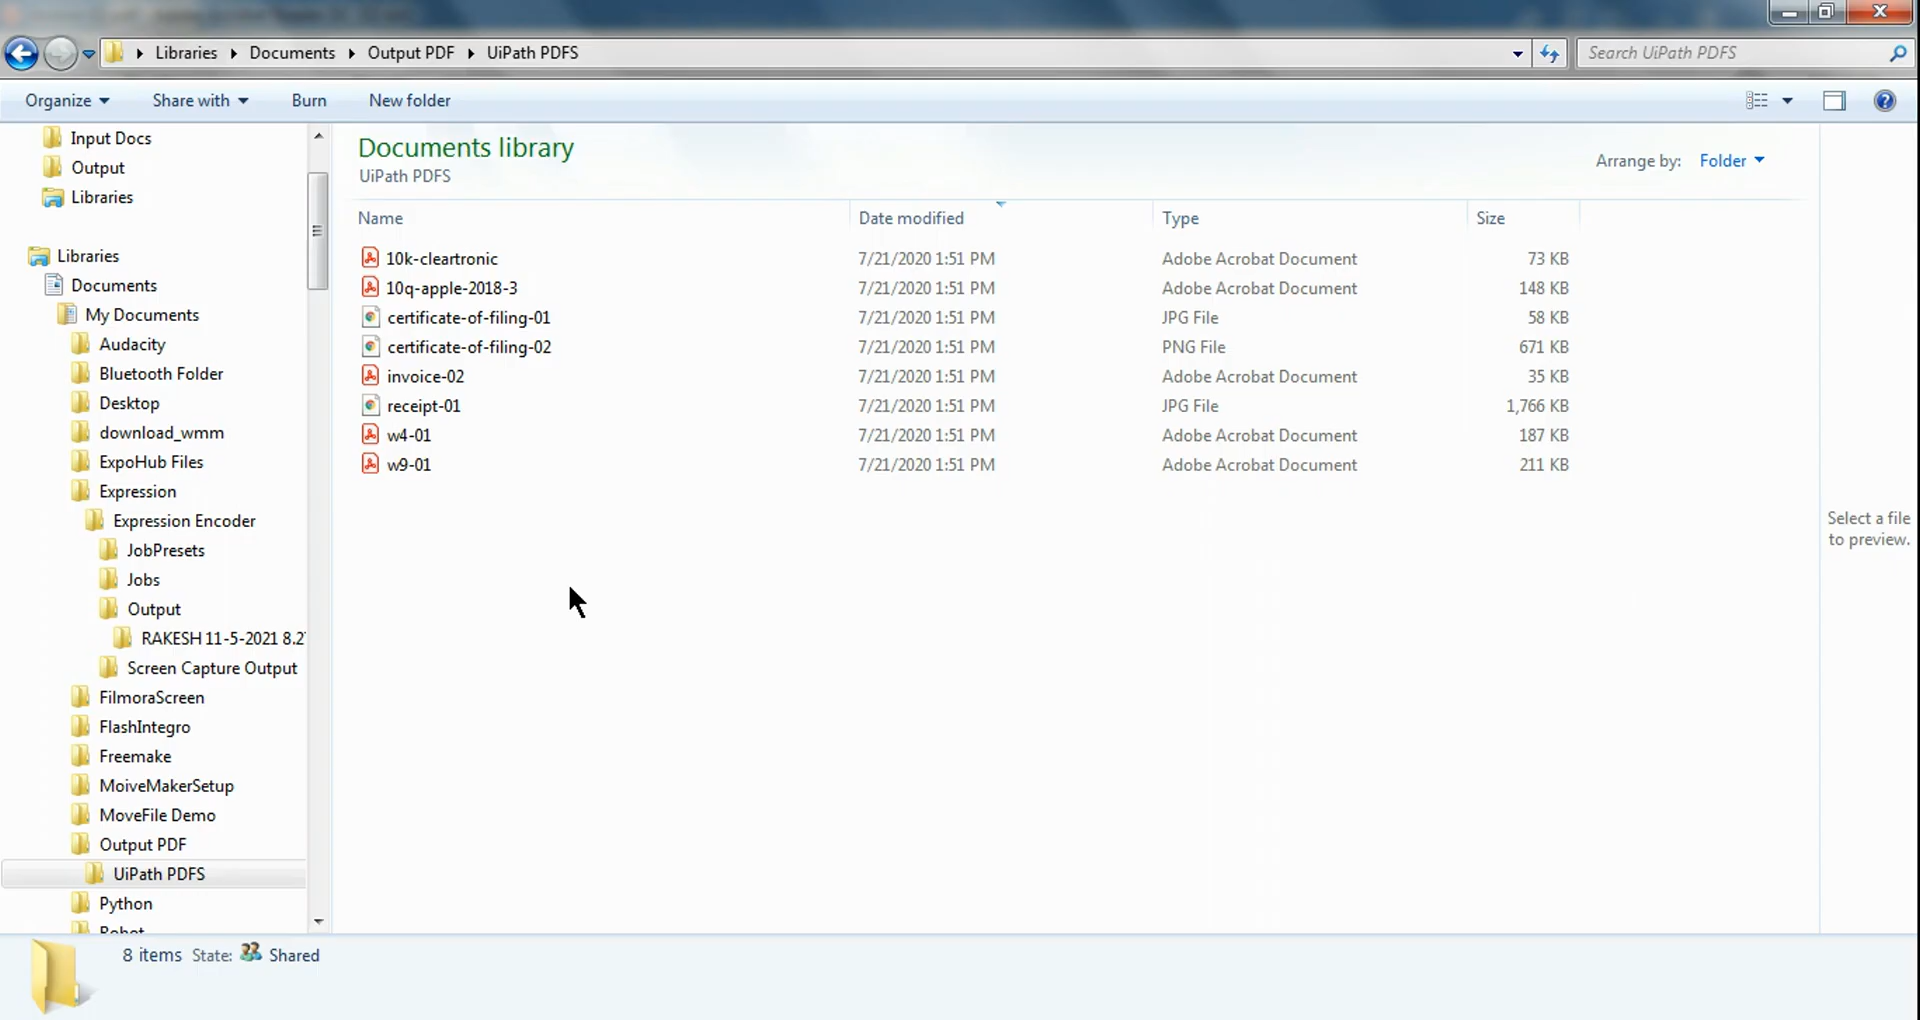 Libraries Documents Output PDF UiPath PDFS
Search UiPath PDFS
Organize Share with Burn New folder
Input Docs
Output
Libraries
Libraries
Documents
My Documents
Audacity
Bluetooth Folder
Desktop
download_wmm
ExpoHub Files
Expression
Expression Encoder
JobPresets
Jobs
Output
RAKESH 11-5-2021 8.2
Screen Capture Output
FilmoraScreen
FlashIntegro
Freemake
MoiveMakerSetup
MoveFile Demo
Output PDF
UiPath PDFS
Python
Documents library
UiPath PDFS
Arrange by: Folder
Name Date modified Type Size
10k-cleartronic 7/21/2020 1:51 PM Adobe Acrobat Document 73 KB
10q-apple-2018-3 7/21/2020 1:51 PM Adobe Acrobat Document 148 KB
certificate-of-filing-01 7/21/2020 1:51 PM JPG File 58 KB
certificate-of-filing-02 7/21/2020 1:51 PM PNG File 671 KB
invoice-02 7/21/2020 1:51 PM Adobe Acrobat Document 35 KB
receipt-01 7/21/2020 1:51 PM JPG File 1,766 KB
w4-01 7/21/2020 1:51 PM Adobe Acrobat Document 187 KB
w9-01 7/21/2020 1:51 PM Adobe Acrobat Document 211 KB
Select a file
to preview.
8 items State: Shared